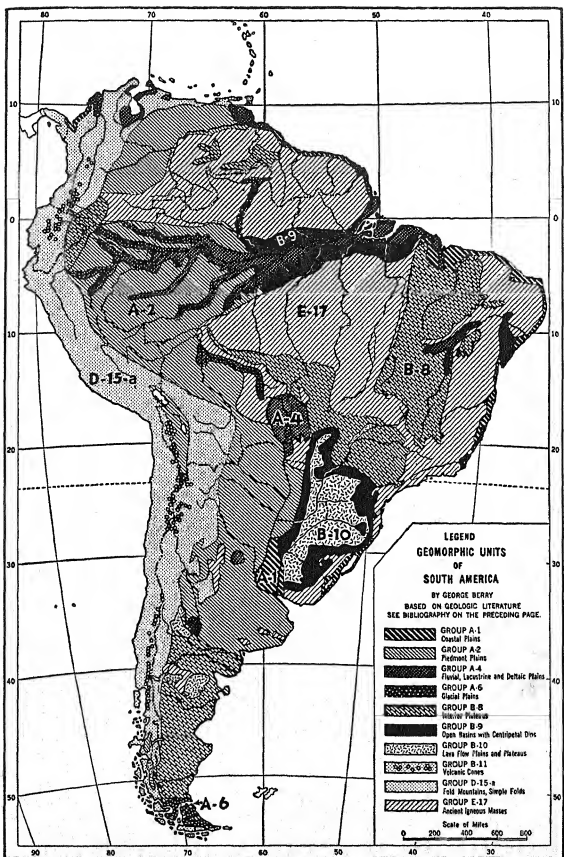 80
70
60
50
40
10
10
0
0
B-9
A-2
E-17
10
10
B-8
D-15-a
A-4
20
20
B-10
30
30
A-1
40
40
50
50
A-6
90
80
70
60
50
40
30
20
LEGEND
GEOMORPHIC UNITS
OF
SOUTH AMERICA
BY GEORGE BERRY
BASED ON GEOLOGIC LITERATURE
SEE BIBLIOGRAPHY ON THE PRECEDING PAGE.
GROUP A-1
Coastal Plains
GROUP A-2
Piedmont Plains
GROUP A-4
Fluvial, Lacustrine and Deltaic Plains
GROUP A-6
Glacial Plains
GROUP B-8
Interior Plateaus
GROUP B-9
Open Basins with Centripetal Dins
GROUP B-10
Lava Flow Plains and Plateaus
GROUP B-11
Volcanic Cones
GROUP D-15-a
Fold Mountains, Simple Folds
GROUP E-17
Ancient Igneous Masses
Scale of Miles
0 200 400 600 800